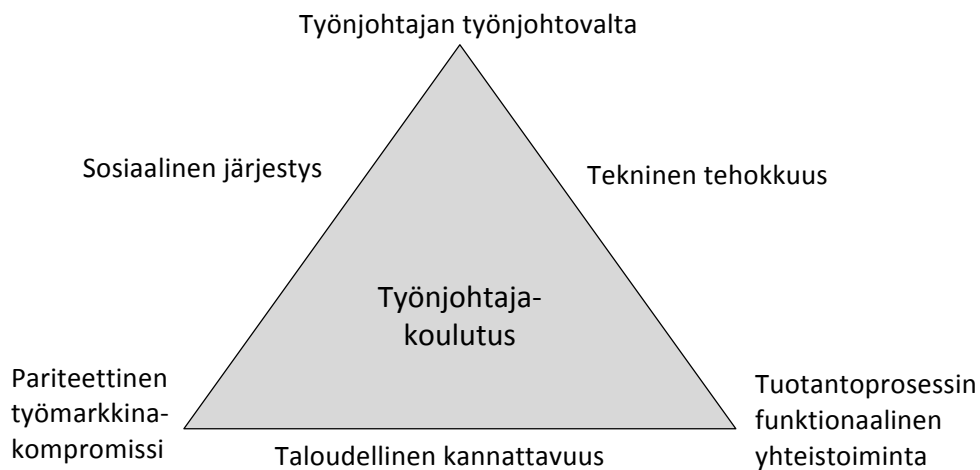 Työnjohtajan työnjohtovalta
Sosiaalinen järjestys
Tekninen tehokkuus
Työnjohtaja-
koulutus
Pariteettinen
työmarkkina-
kompromissi
Taloudellinen kannattavuus
Tuotantoprosessin
funktionaalinen
yhteistoiminta